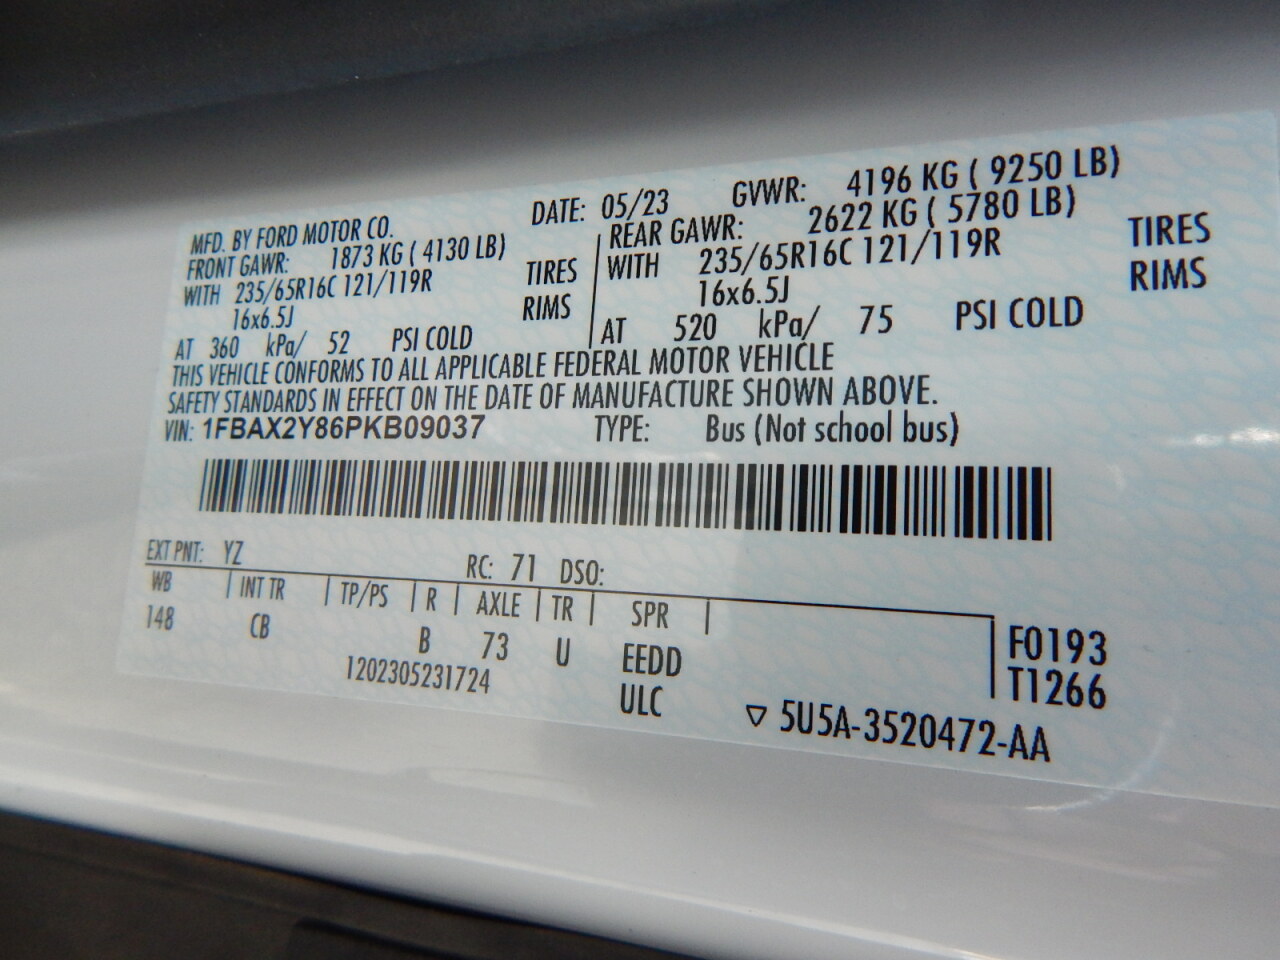 MFD. BY FORD MOTOR CO. DATE: 05/23 GVWR: 4196 KG ( 9250 LB)
FRONT GAWR: 1873 KG ( 4130 LB) REAR GAWR: 2622 KG ( 5780 LB)
WITH 235/65R16C 121/119R TIRES WITH 235/65R16C 121/119R TIRES
16x6.5J RIMS 16x6.5J RIMS
AT 360 kPa/ 52 PSI COLD AT 520 kPa/ 75 PSI COLD
THIS VEHICLE CONFORMS TO ALL APPLICABLE FEDERAL MOTOR VEHICLE
SAFETY STANDARDS IN EFFECT ON THE DATE OF MANUFACTURE SHOWN ABOVE.
VIN: 1FBAX2Y86PKB09037 TYPE: Bus (Not school bus)
EXT PNT: YZ RC: 71 DSO:
WB INT TR TP/PS R AXLE TR SPR
148 CB B 73 U EEDD F0193
1202305231724 ULC T1266
▽ 5U5A-3520472-AA